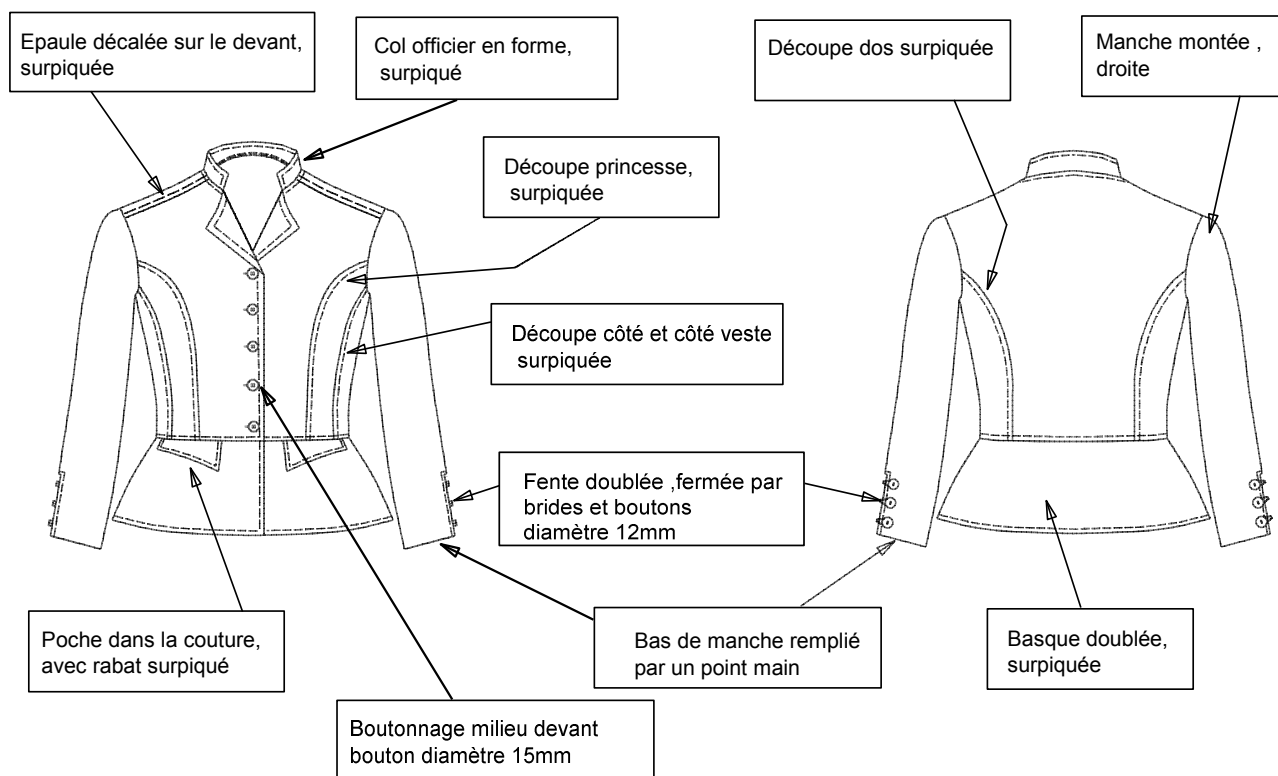 Epaule décalée sur le devant,
surpiquée
Col officier en forme,
surpiqué
Découpe dos surpiquée
Manche montée ,
droite
Découpe princesse,
surpiquée
Découpe côté et côté veste
surpiquée
Fente doublée ,fermée par
brides et boutons
diamètre 12mm
Poche dans la couture,
avec rabat surpiqué
Bas de manche remplié
par un point main
Basque doublée,
surpiquée
Boutonnage milieu devant
bouton diamètre 15mm